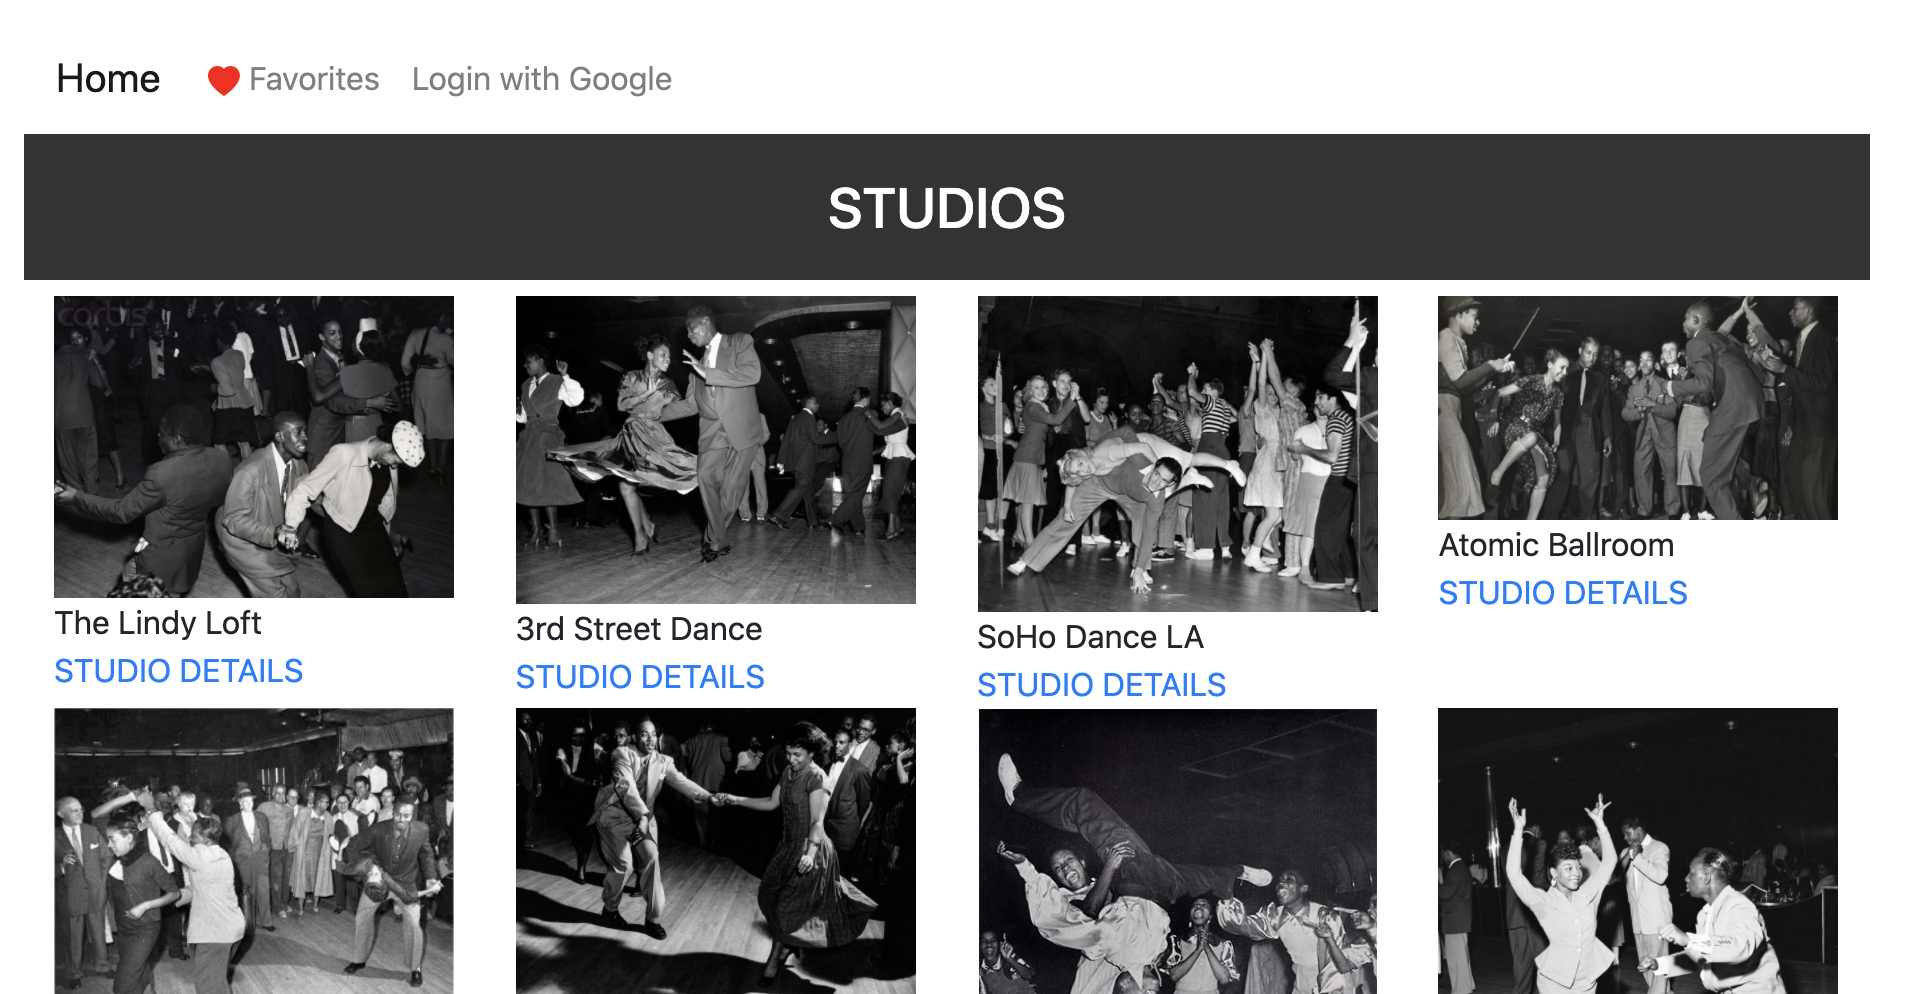 Home Favorites Login with Google
STUDIOS
corbis
The Lindy Loft
STUDIO DETAILS
3rd Street Dance
STUDIO DETAILS
SoHo Dance LA
STUDIO DETAILS
Atomic Ballroom
STUDIO DETAILS